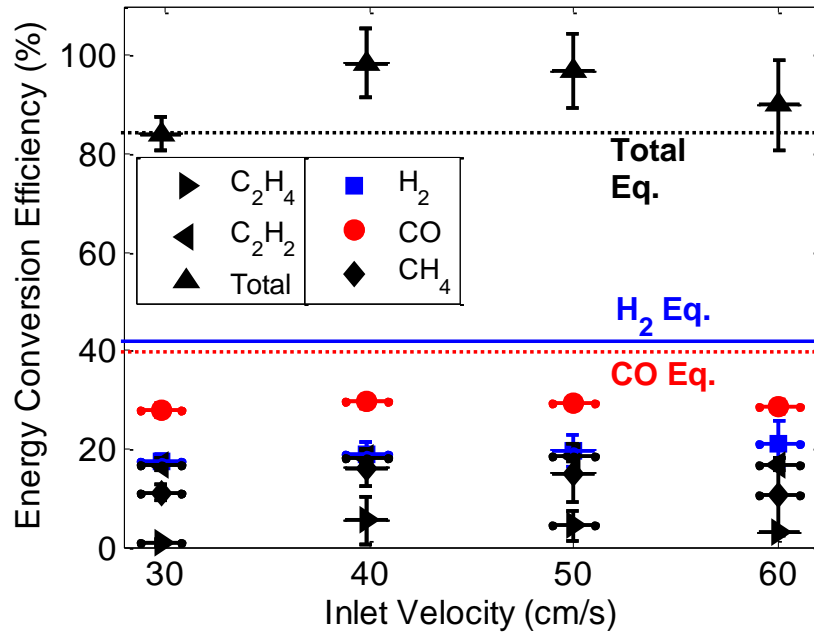 Energy Conversion Efficiency (%)
100
80
60
40
20
0
Total
Eq.
C2H4
C2H2
Total
H2
CO
CH4
H2 Eq.
CO Eq.
30 40 50 60
Inlet Velocity (cm/s)